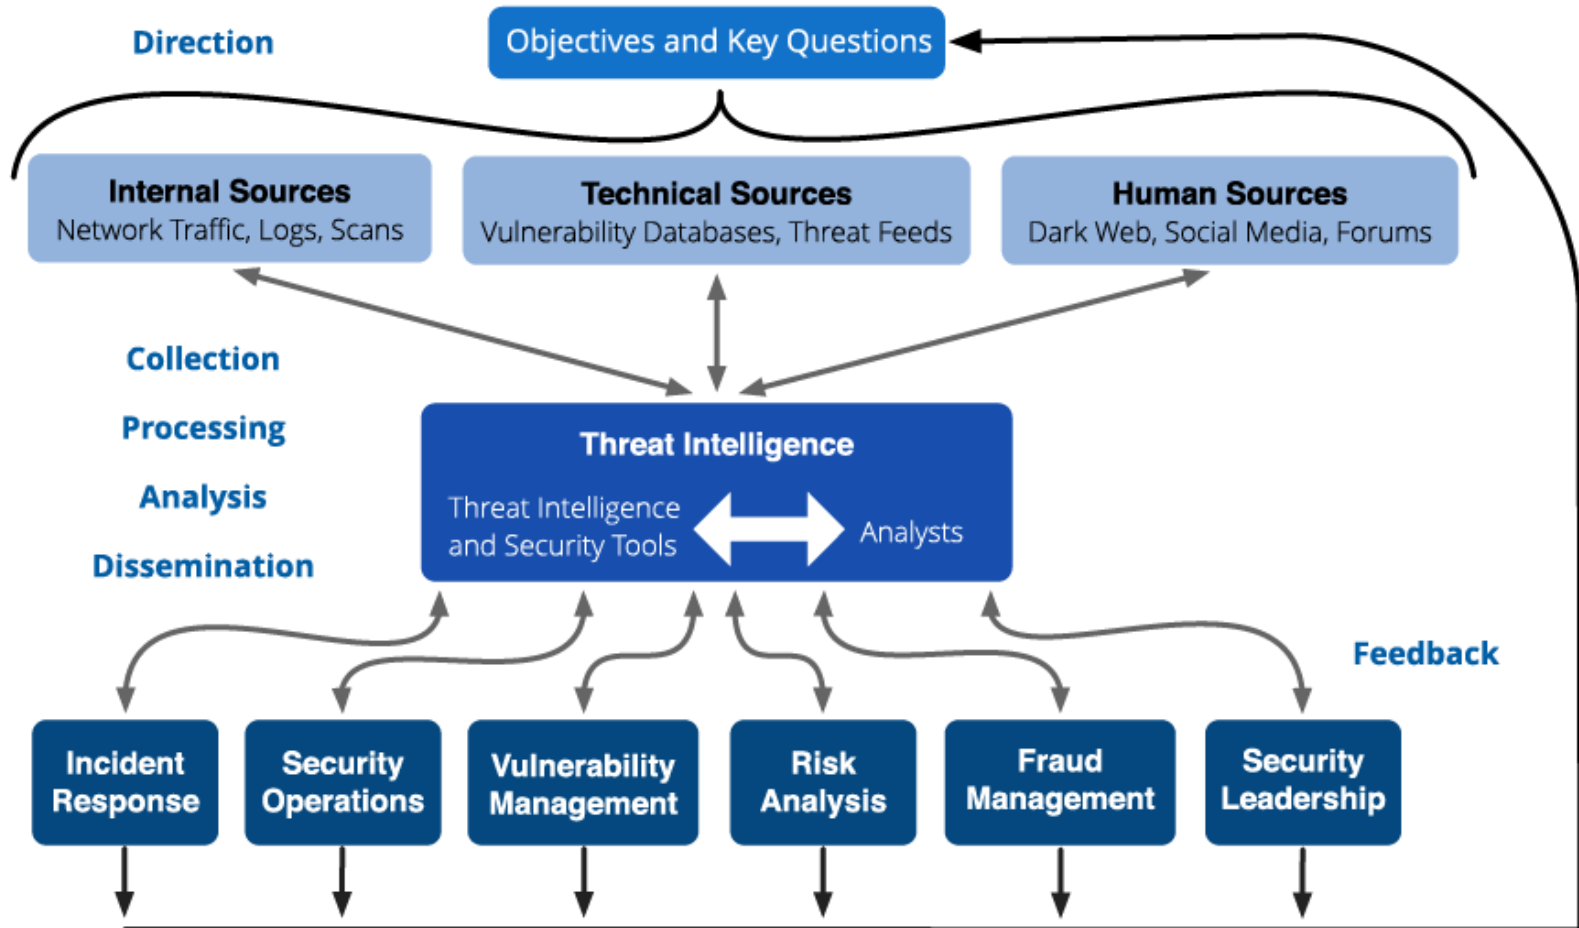 Direction
Objectives and Key Questions
Internal Sources
Network Traffic, Logs, Scans
Technical Sources
Vulnerability Databases, Threat Feeds
Human Sources
Dark Web, Social Media, Forums
Collection
Processing
Analysis
Dissemination
Threat Intelligence
Threat Intelligence
and Security Tools
Analysts
Feedback
Incident
Response
Security
Operations
Vulnerability
Management
Risk
Analysis
Fraud
Management
Security
Leadership